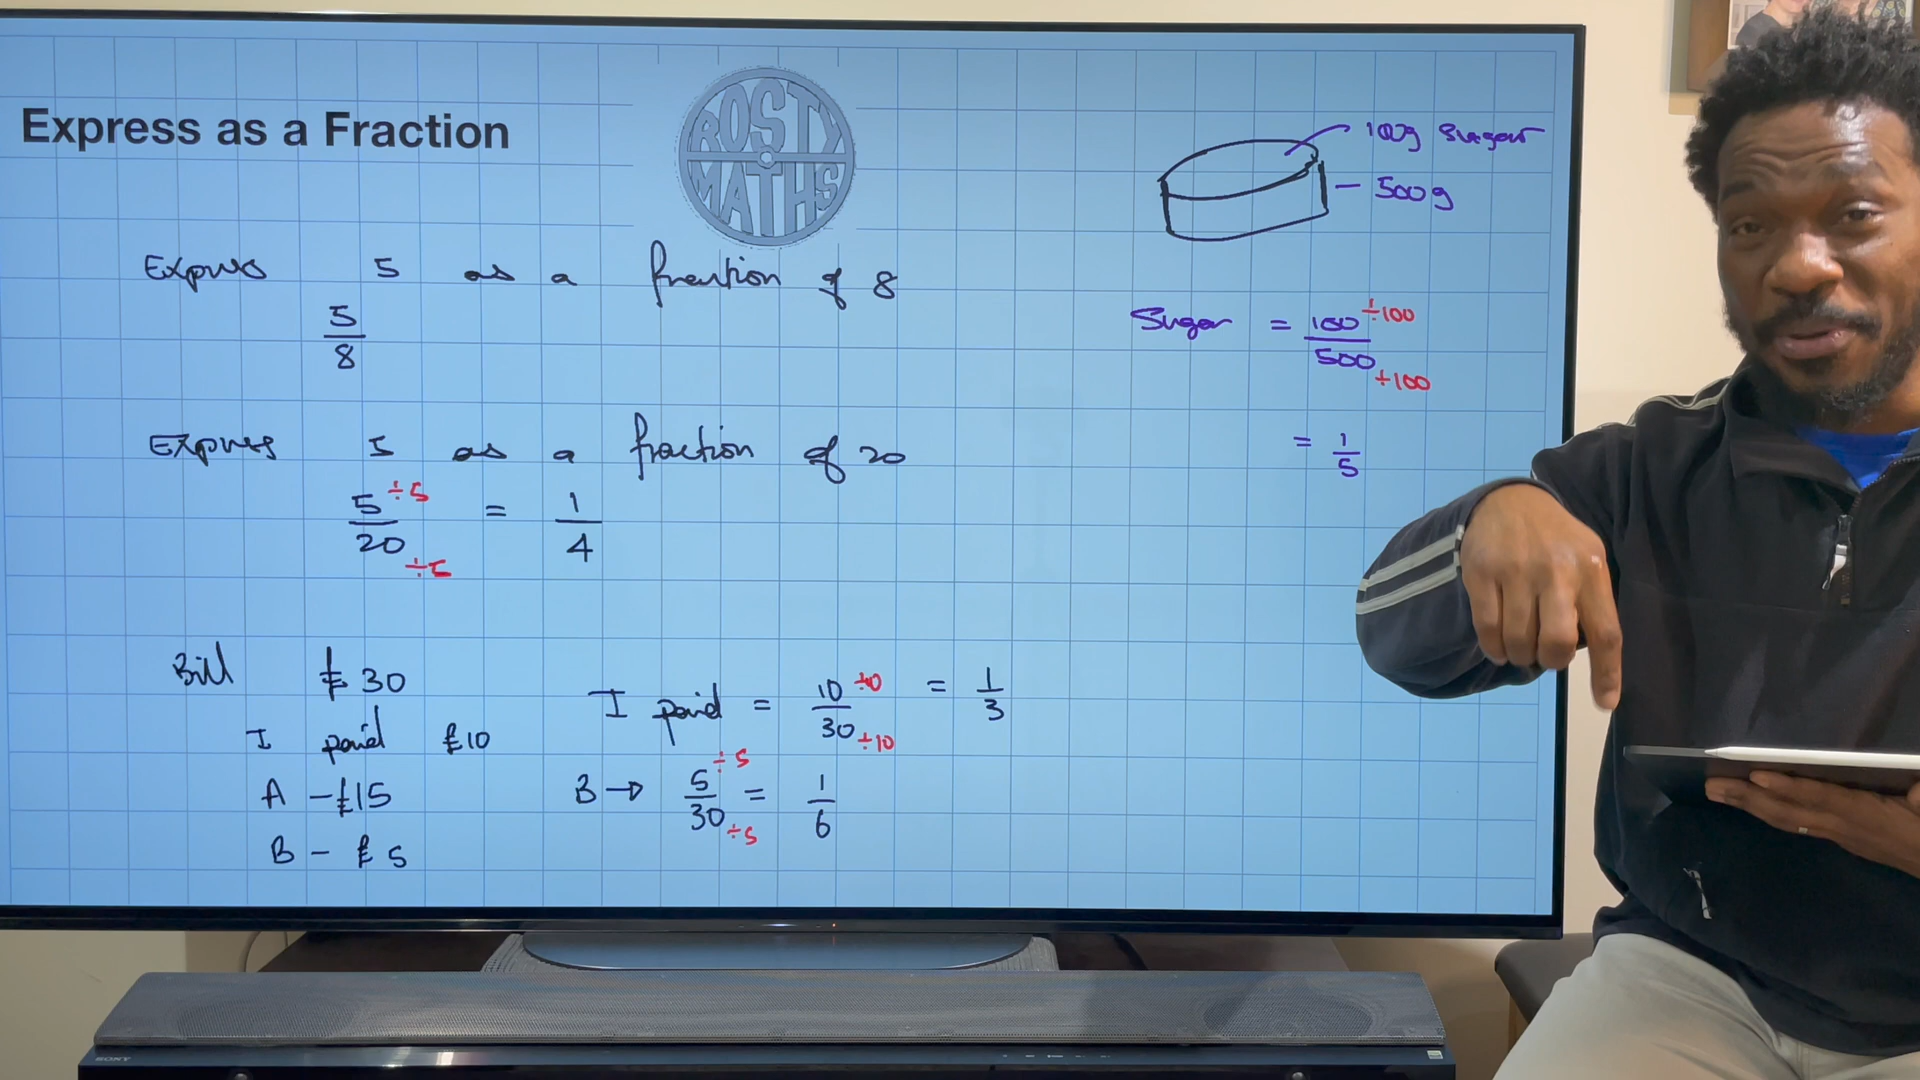 Express as a Fraction
ROSTY
MATHS
Express 5 as a fraction of 8
5
8
Express 5 as a fraction of 20
5 ÷5 = 1
20 ÷5 4
Bill £30
I paid £10
A - £15
B - £5
I paid = 10 ÷10 = 1
30 ÷10 3
B → 5 ÷5 = 1
30 ÷5 6
100g Sugar
- 500g
Sugar = 100 ÷100
500 ÷100
= 1
5
SONY